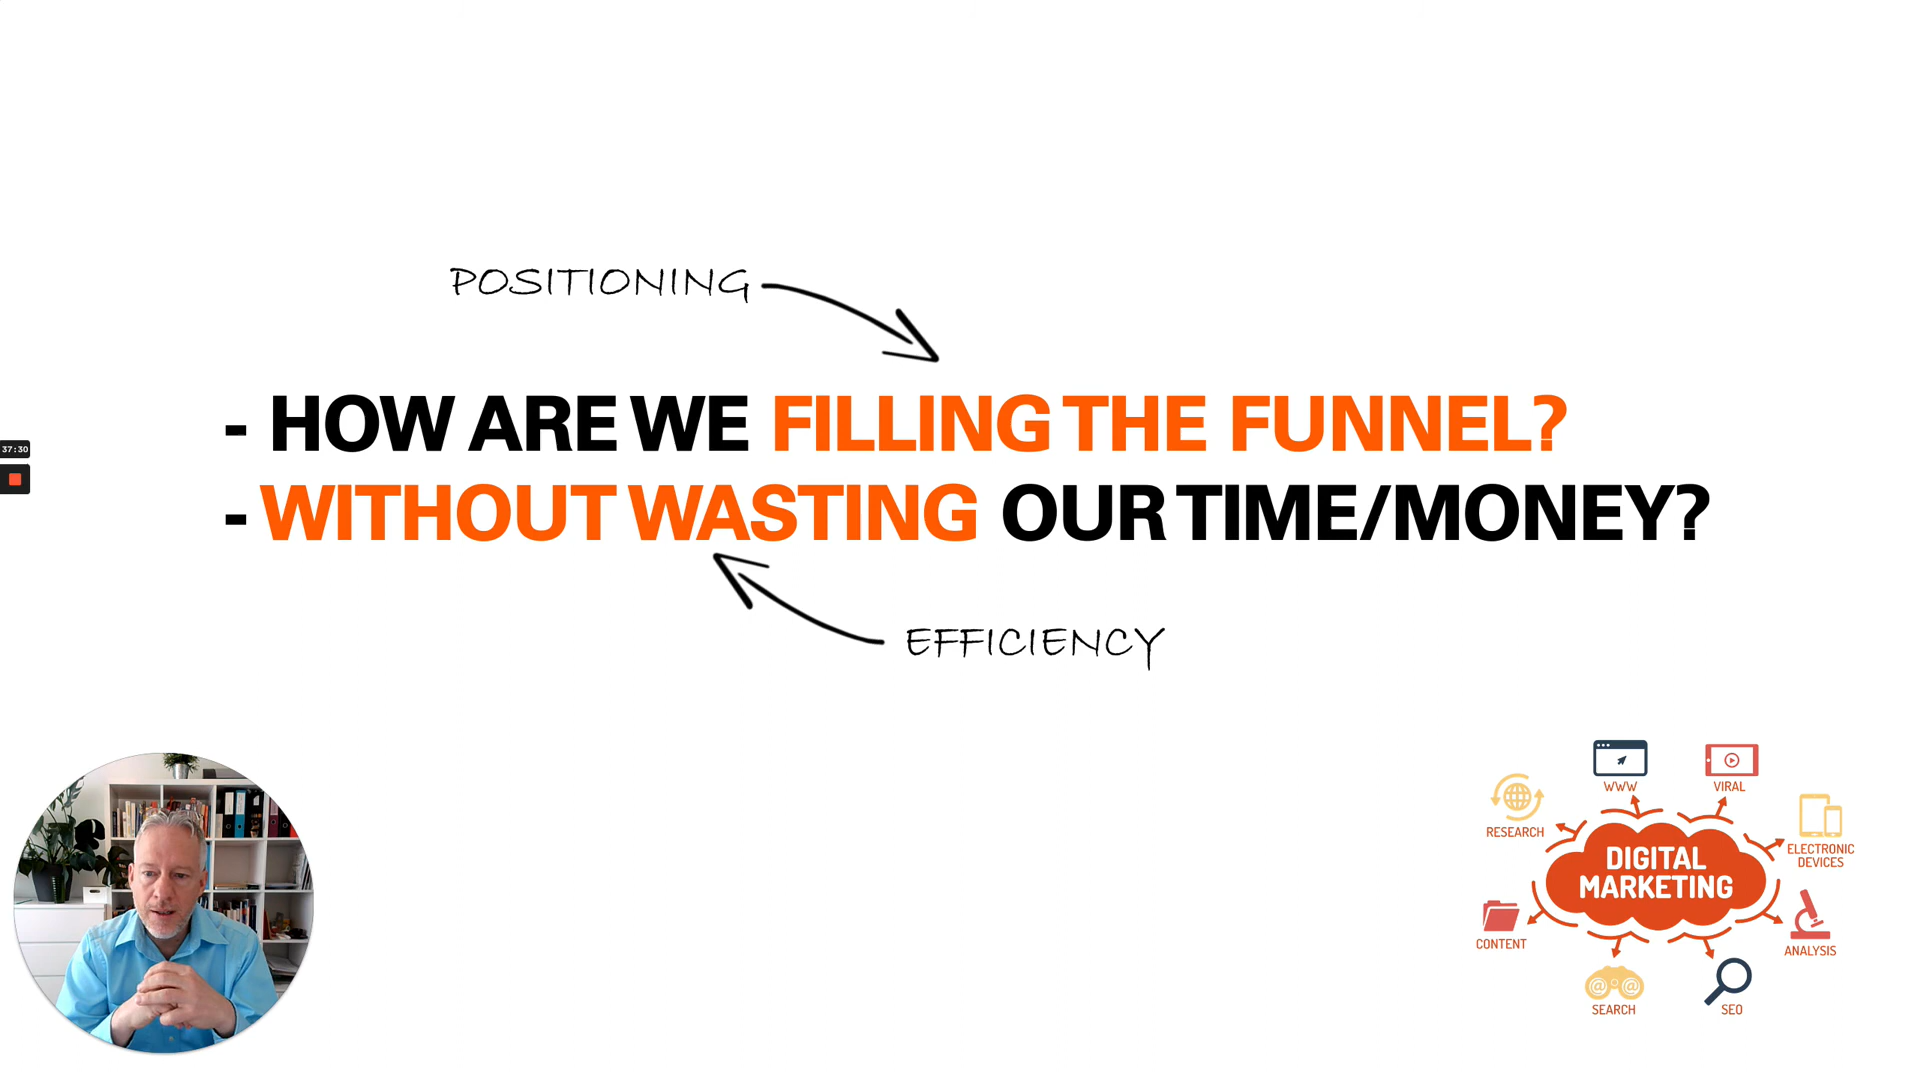 POSITIONING
- HOW ARE WE FILLING THE FUNNEL?
- WITHOUT WASTING OUR TIME/MONEY?
EFFICIENCY
37:30
WWW
VIRAL
RESEARCH
ELECTRONIC
DEVICES
DIGITAL
MARKETING
CONTENT
ANALYSIS
@ @
SEARCH
SEO